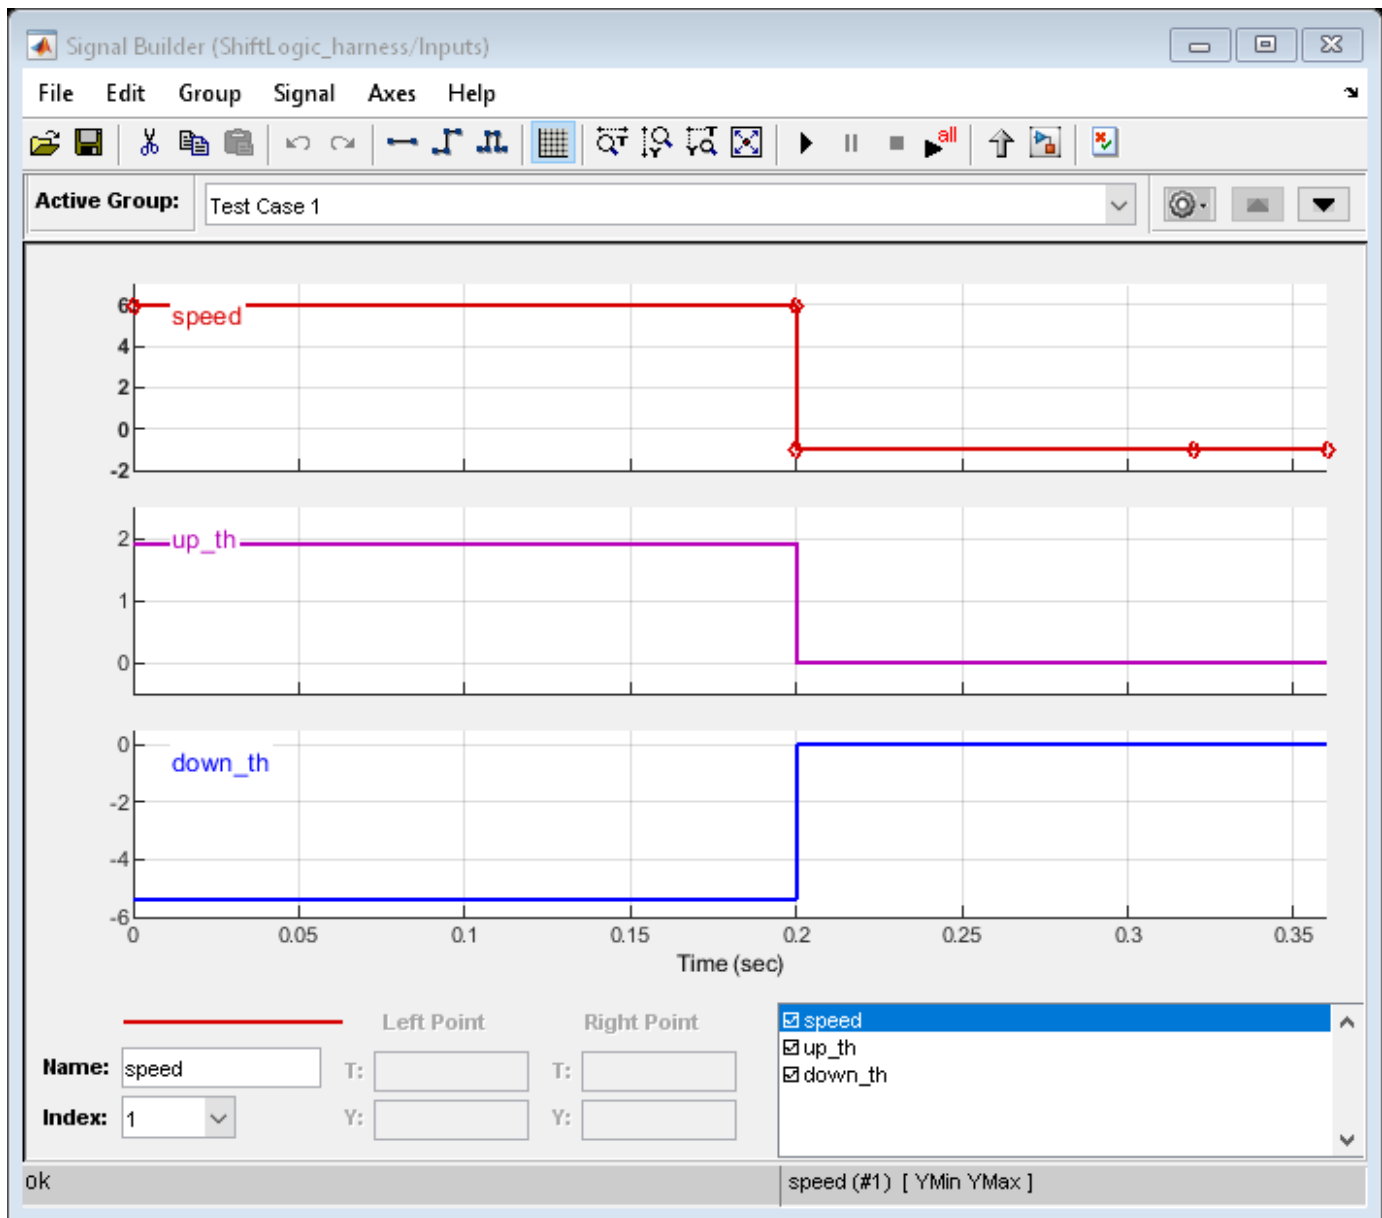 Signal Builder (ShiftLogic_harness/Inputs)
File Edit Group Signal Axes Help
all
Active Group: Test Case 1
6
speed
4
2
0
-2
2
up_th
1
0
0
down_th
-2
-4
-6
0 0.05 0.1 0.15 0.2 0.25 0.3 0.35
Time (sec)
Left Point Right Point
Name: speed T: T:
Index: 1 Y: Y:
speed
up_th
down_th
ok
speed (#1) [ YMin YMax ]